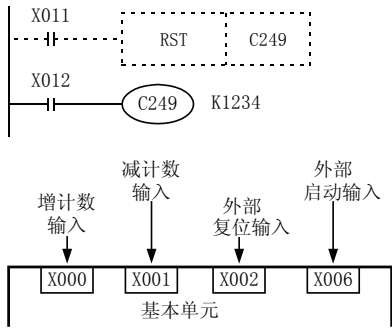 X011
RST C249
X012
C249 K1234
增计数
输入
减计数
输入
外部
复位输入
外部
启动输入
X000 X001 X002 X006
基本单元